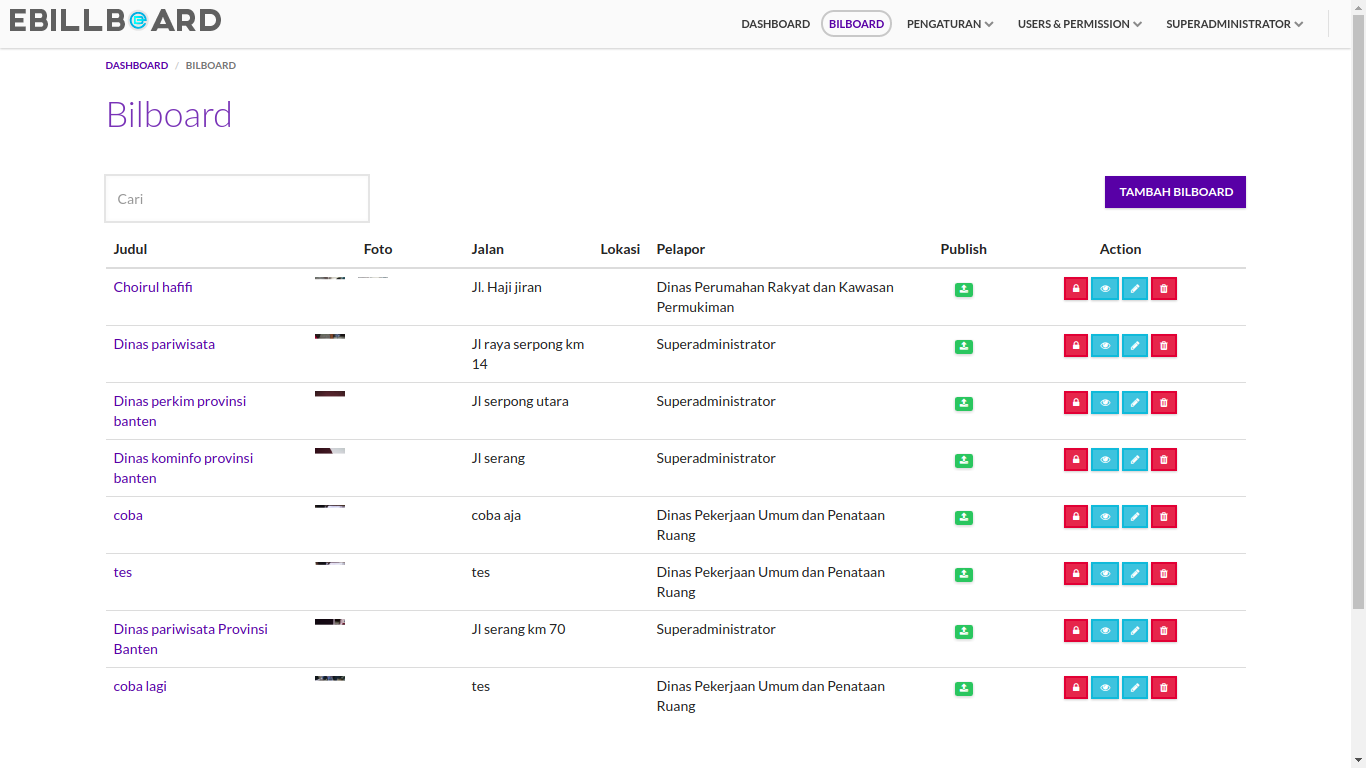 EBILLBOARD DASHBOARD BILBOARD PENGATURAN USERS & PERMISSION SUPERADMINISTRATOR
DASHBOARD / BILBOARD
Bilboard
Cari TAMBAH BILBOARD
Judul Foto Jalan Lokasi Pelapor Publish Action
Choirul hafifi Jl. Haji jiran Dinas Perumahan Rakyat dan Kawasan
Permukiman
Dinas pariwisata Jl raya serpong km Superadministrator
14
Dinas perkim provinsi Jl serpong utara Superadministrator
banten
Dinas kominfo provinsi Jl serang Superadministrator
banten
coba coba aja Dinas Pekerjaan Umum dan Penataan
Ruang
tes tes Dinas Pekerjaan Umum dan Penataan
Ruang
Dinas pariwisata Provinsi Jl serang km 70 Superadministrator
Banten
coba lagi tes Dinas Pekerjaan Umum dan Penataan
Ruang